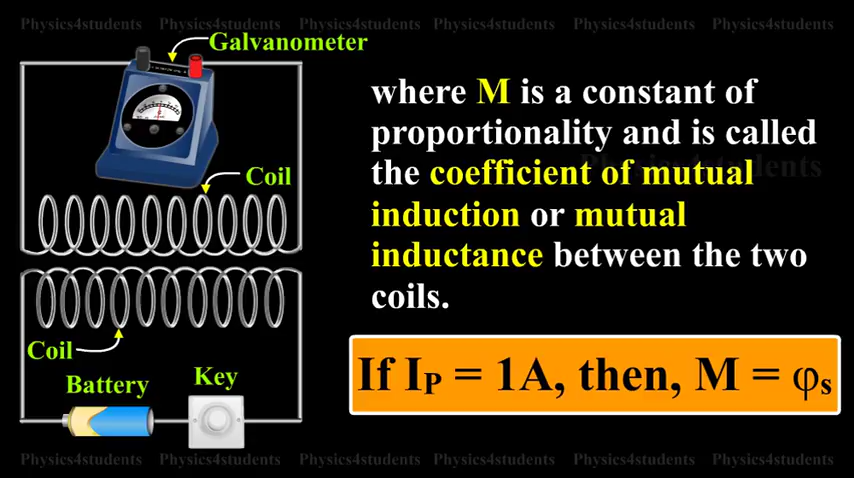 Physics4students Physics4students Physics4students Physics4students Physics4students Physics4students
Galvanometer
Coil
Coil
Battery
Key
where M is a constant of
proportionality and is called
the coefficient of mutual
induction or mutual
inductance between the two
coils.
Physics4students
If Iₚ = 1A, then, M = φₛ
Physics4students Physics4students Physics4students Physics4students Physics4students Physics4students